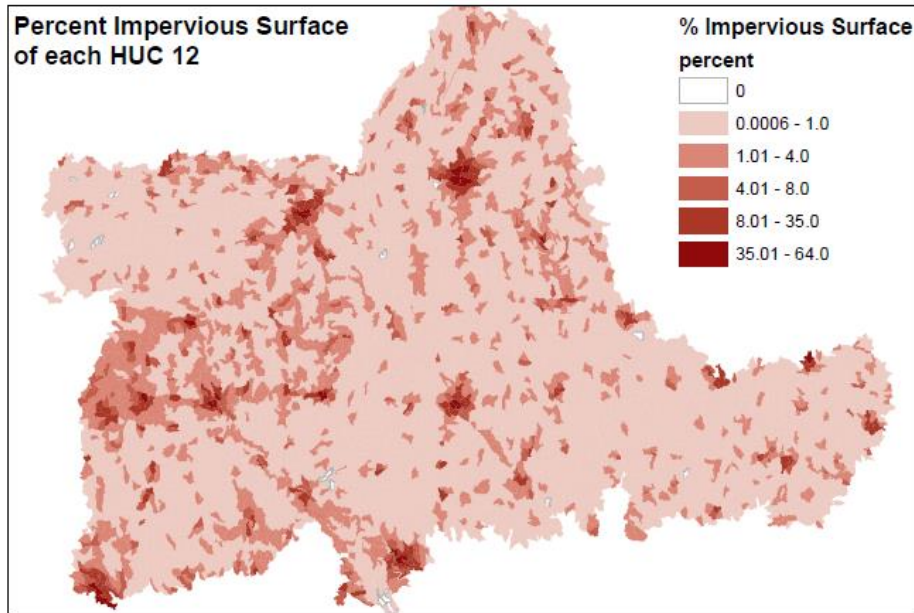 Percent Impervious Surface
of each HUC 12
% Impervious Surface
percent
0
0.0006 - 1.0
1.01 - 4.0
4.01 - 8.0
8.01 - 35.0
35.01 - 64.0